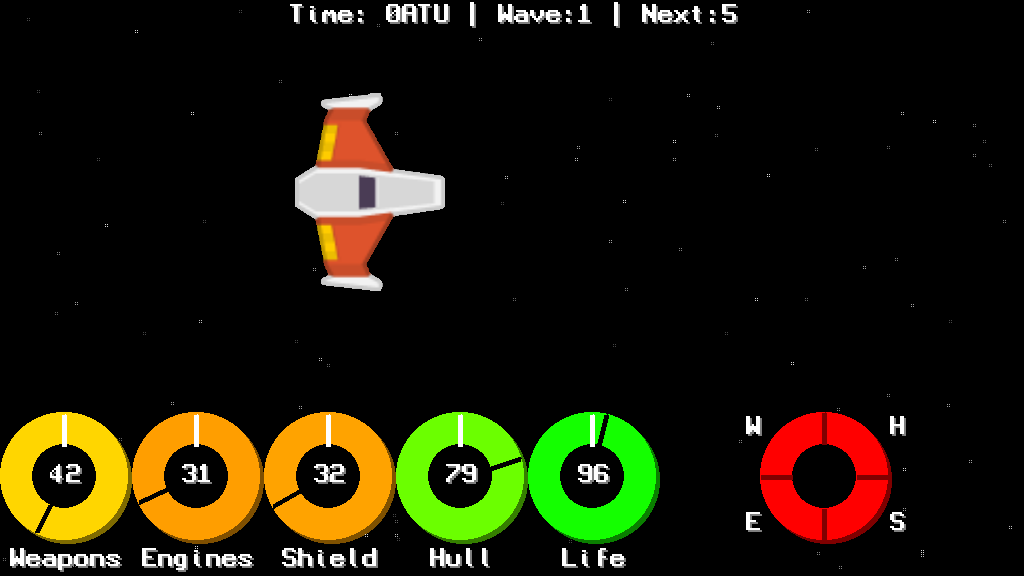 Time: 0ATU | Wave:1 | Next:5
W H
42 31 32 79 96
E S
Weapons Engines Shield Hull Life